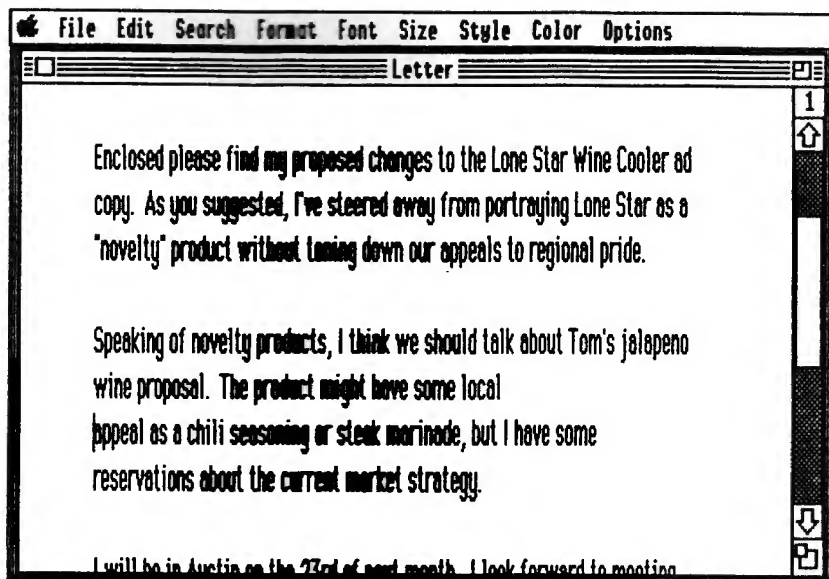 File Edit Search Format Font Size Style Color Options
Letter
1
Enclosed please find my proposed changes to the Lone Star Wine Cooler ad
copy. As you suggested, I've steered away from portraying Lone Star as a
"novelty" product without toning down our appeals to regional pride.
Speaking of novelty products, I think we should talk about Tom's jalapeno
wine proposal. The product might have some local
appeal as a chili seasoning or steak marinade, but I have some
reservations about the current market strategy.
I will be in Austin on the 23rd of next month. I look forward to meeting